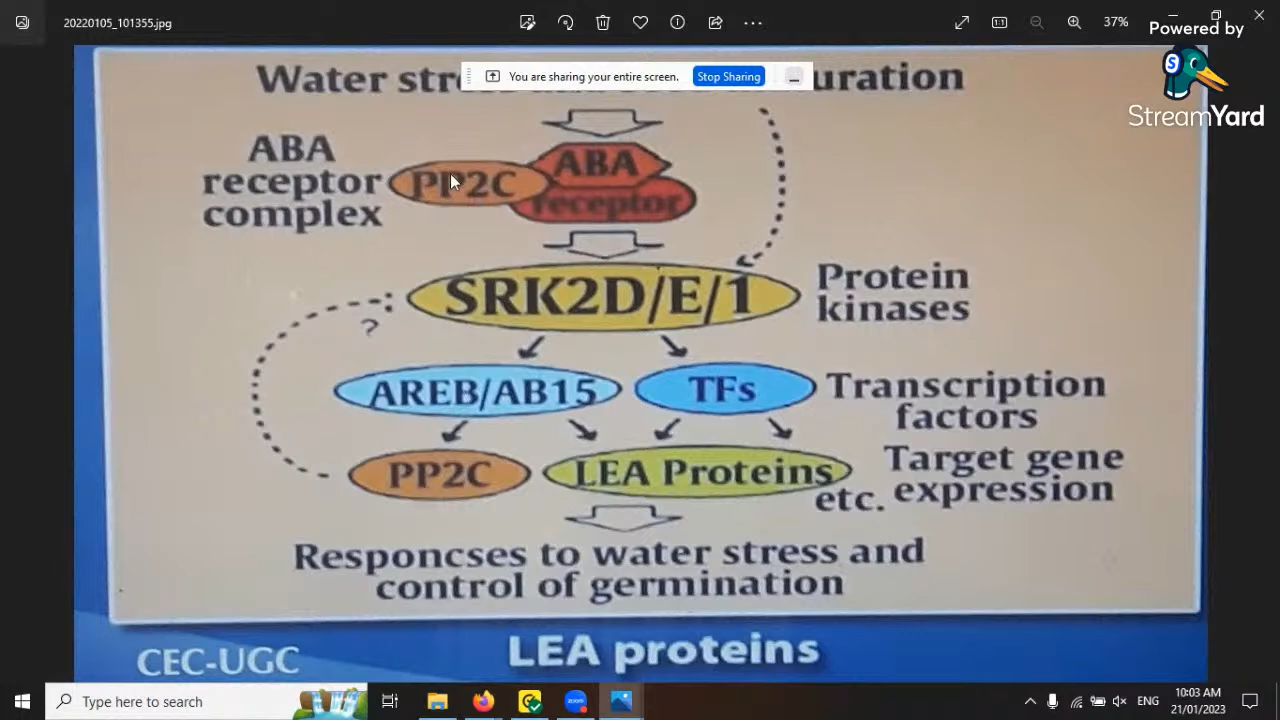 20220105_101355.jpg
37%
Powered by
StreamYard
You are sharing your entire screen.
Stop Sharing
Water
ABA
receptor
complex
PP2C
ABA
receptor
SRK2D/E/1
Protein
kinases
?
AREB/AB15
TFs
Transcription
factors
PP2C
LEA Proteins
etc.
Target gene
expression
Responcses to water stress and
control of germination
CEC-UGC
LEA proteins
Type here to search
zoom
ENG
10:03 AM
21/01/2023